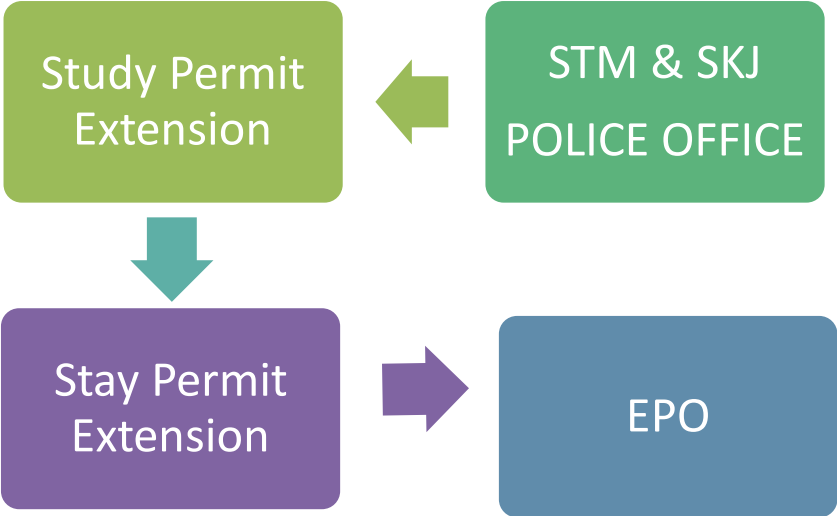 Study Permit
Extension
STM & SKJ
POLICE OFFICE
Stay Permit
Extension
EPO